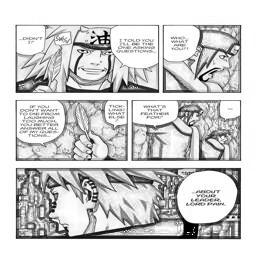 ...DIDN'T
I?
油
I TOLD YOU
I'LL BE THE
ONE ASKING
QUESTIONS...
WHO...
WHAT
ARE
YOU?!
IF YOU
DON'T WANT
TO DIE FROM
LAUGHING
TOO MUCH,
YOU BETTER
ANSWER ALL
OF MY QUES-
TIONS...
TICK-
LING!
WHAT
ELSE
WHAT'S
THAT
FEATHER
FOR?
...
...ABOUT
YOUR
LEADER,
LORD PAIN.